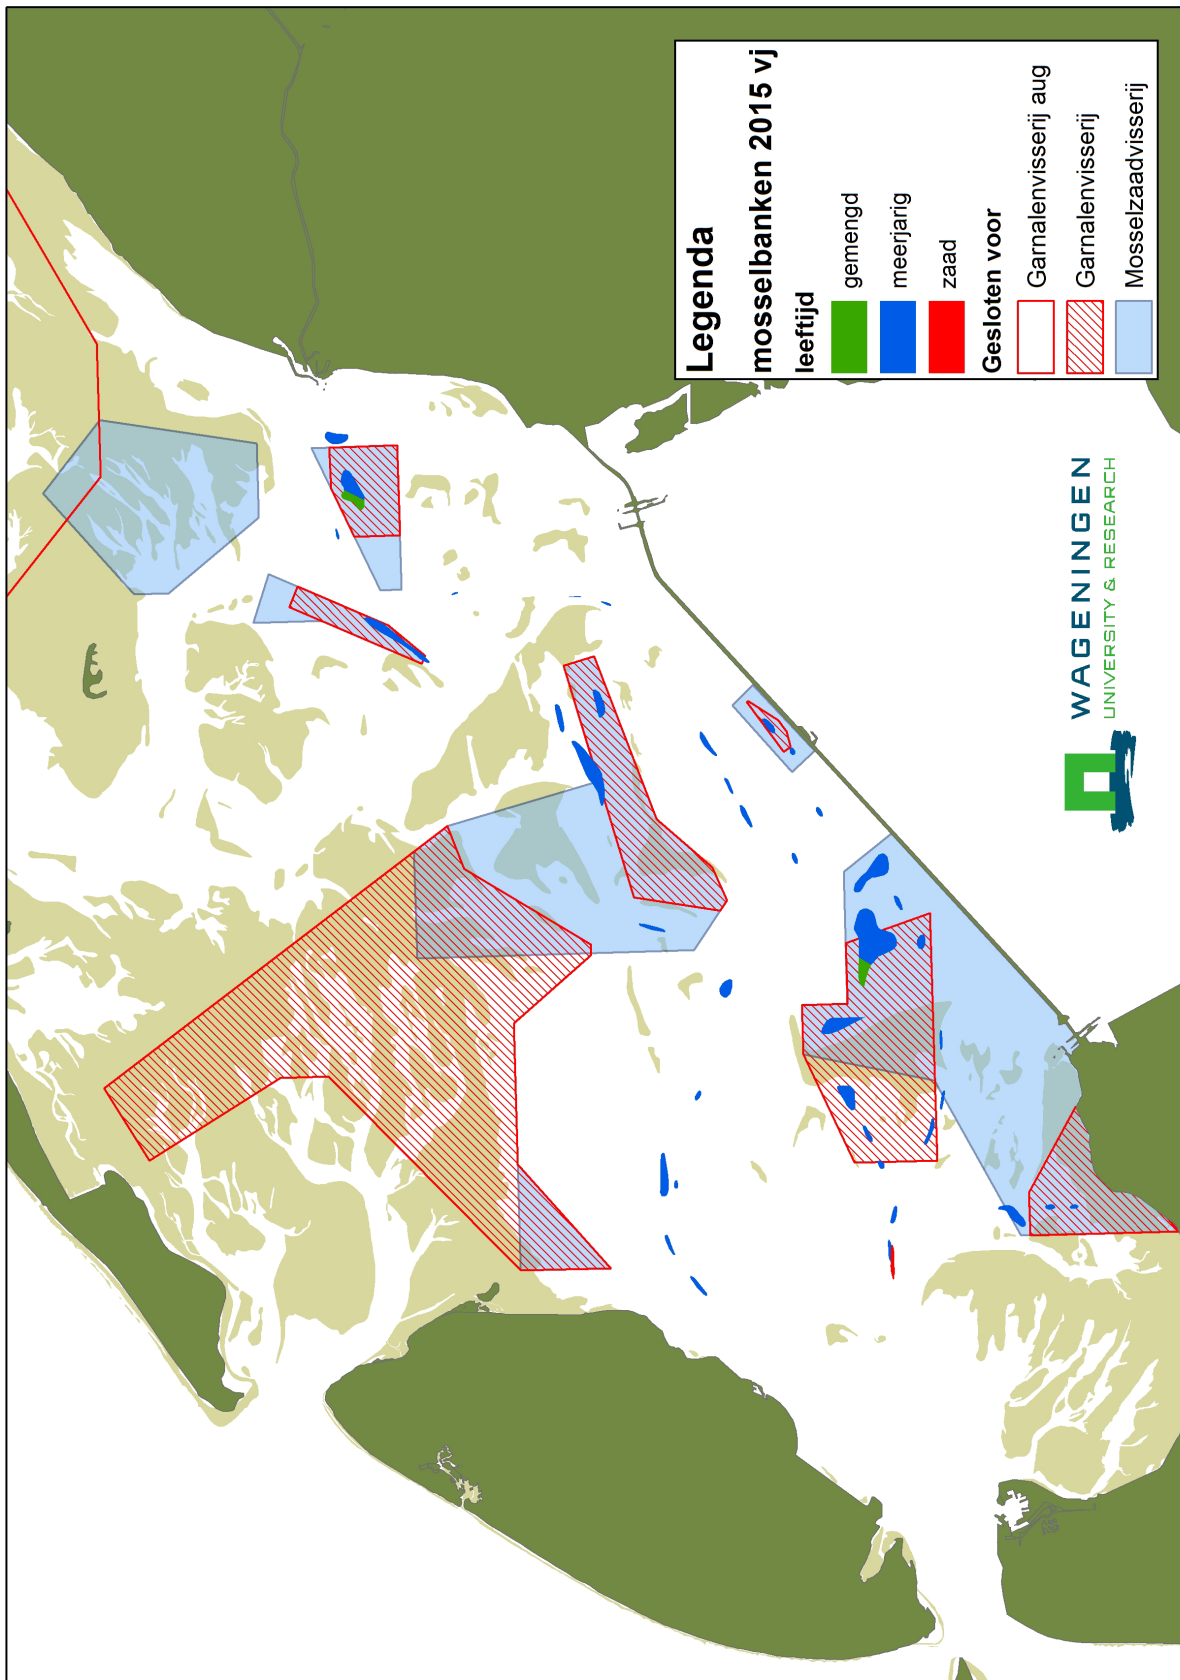 Legenda
mosselbanken 2015 vj
leeftijd
gemengd
meerjarig
zaad
Gesloten voor
Garnalenvisserij aug
Garnalenvisserij
Mosselzaadvisserij
WAGENINGEN
UNIVERSITY & RESEARCH